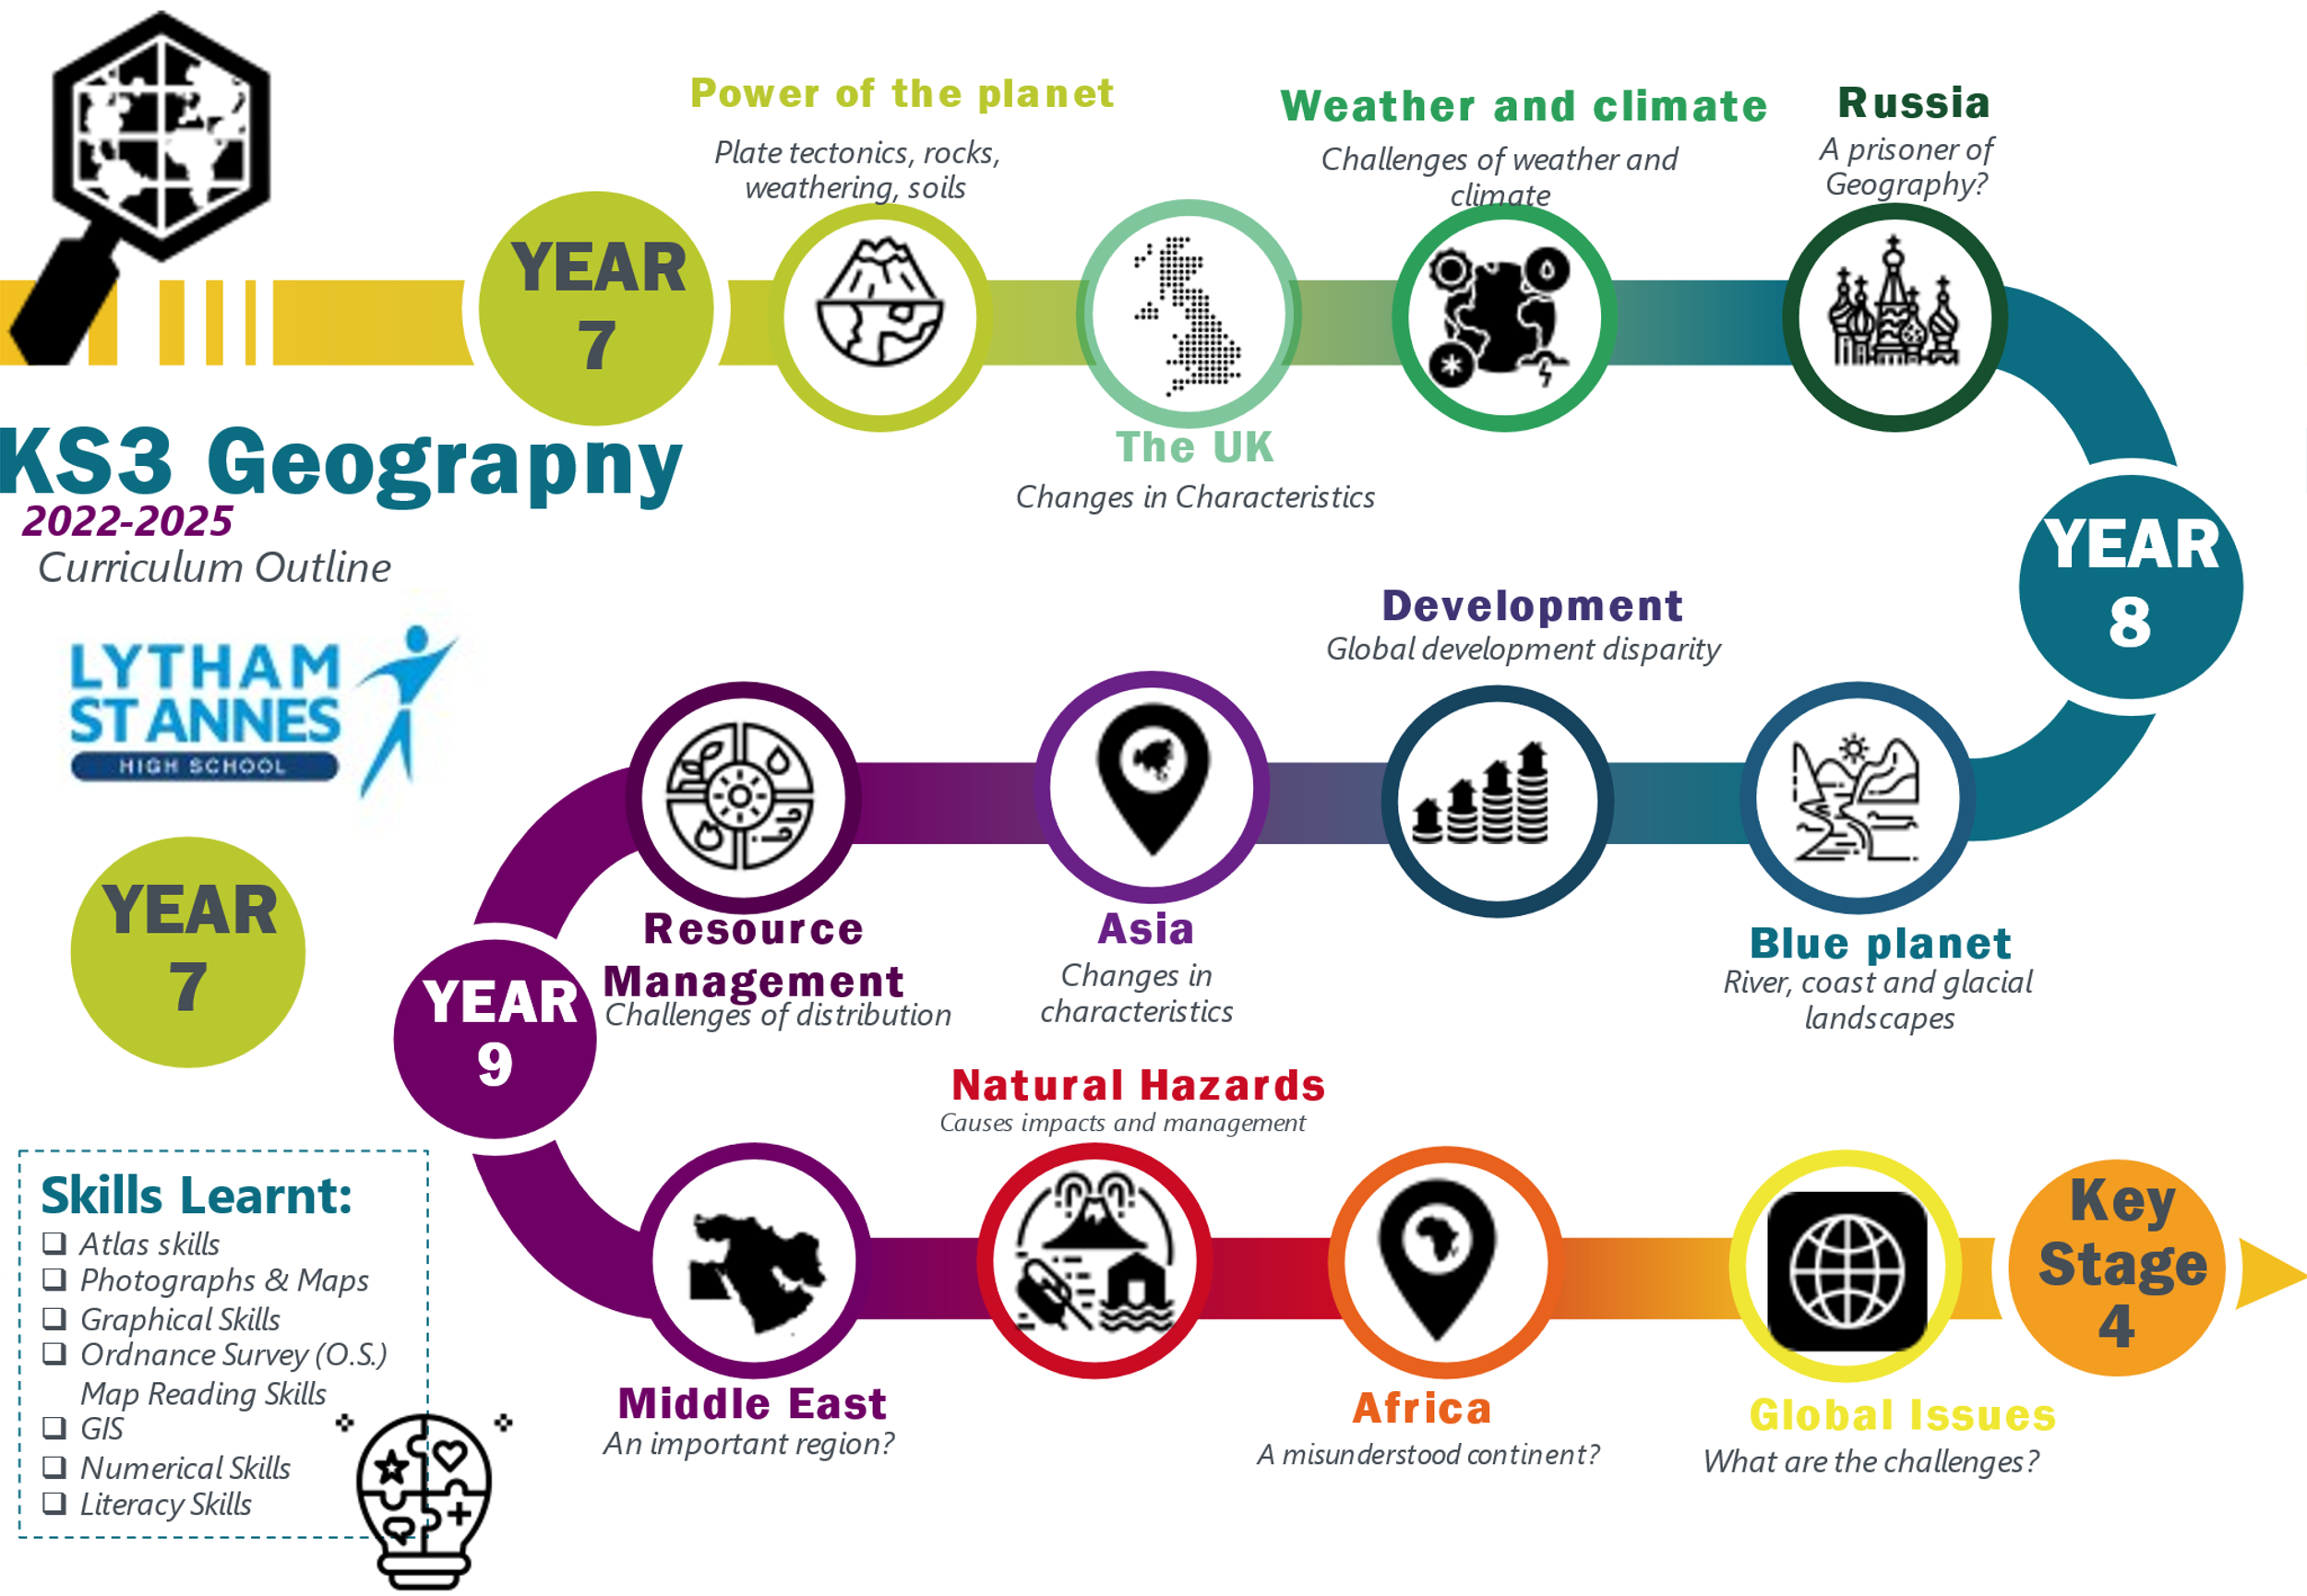 Power of the planet
Plate tectonics, rocks,
weathering, soils
Weather and climate
Challenges of weather and
climate
Russia
A prisoner of
Geography?
YEAR
7
The UK
Changes in Characteristics
KS3 Geograpny
2022-2025
Curriculum Outline
YEAR
8
LYTHAM
ST ANNES
HIGH SCHOOL
Development
Global development disparity
Resource
Management
Challenges of distribution
Asia
Changes in
characteristics
Blue planet
River, coast and glacial
landscapes
YEAR
7
YEAR
9
Natural Hazards
Causes impacts and management
Skills Learnt:
Atlas skills
Photographs & Maps
Graphical Skills
Ordnance Survey (O.S.)
Map Reading Skills
GIS
Numerical Skills
Literacy Skills
Middle East
An important region?
Africa
A misunderstood continent?
Global Issues
What are the challenges?
Key
Stage
4